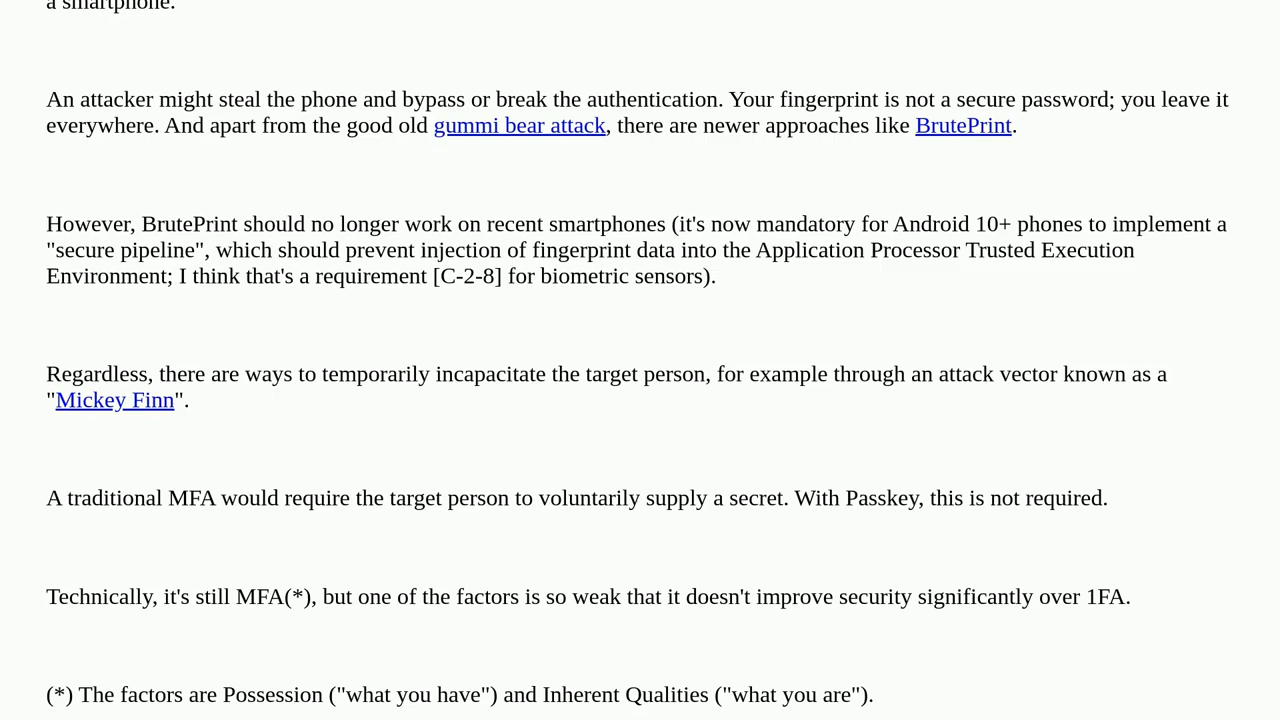 a smartphone.
An attacker might steal the phone and bypass or break the authentication. Your fingerprint is not a secure password; you leave it
everywhere. And apart from the good old gummi bear attack, there are newer approaches like BrutePrint.
However, BrutePrint should no longer work on recent smartphones (it's now mandatory for Android 10+ phones to implement a
"secure pipeline", which should prevent injection of fingerprint data into the Application Processor Trusted Execution
Environment; I think that's a requirement [C-2-8] for biometric sensors).
Regardless, there are ways to temporarily incapacitate the target person, for example through an attack vector known as a
"Mickey Finn".
A traditional MFA would require the target person to voluntarily supply a secret. With Passkey, this is not required.
Technically, it's still MFA(*), but one of the factors is so weak that it doesn't improve security significantly over 1FA.
(*) The factors are Possession ("what you have") and Inherent Qualities ("what you are").